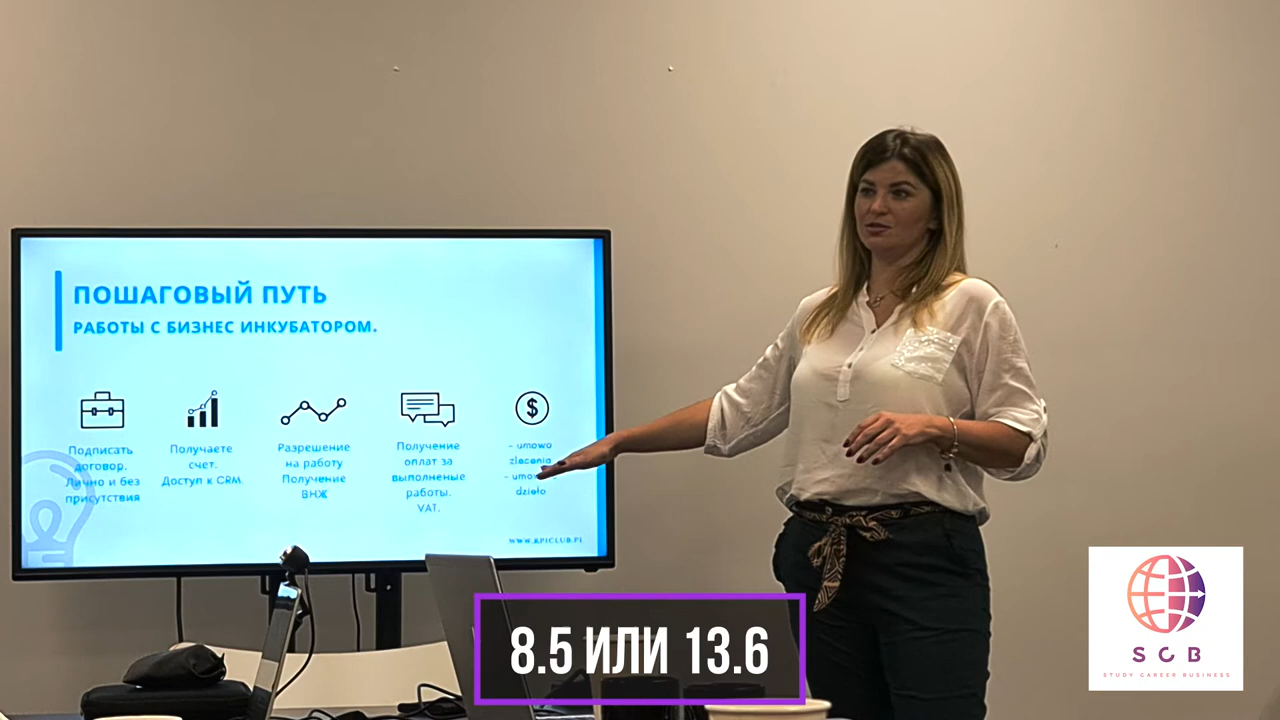 ПОШАГОВЫЙ ПУТЬ
РАБОТЫ С БИЗНЕС ИНКУБАТОРОМ.
Подписать
договор.
Лично и без
присутствия
Получаете
счет.
Доступ к CRM
Разрешение
на работу
Получение
ВНЖ
Получение
оплат за
выполненые
работы.
VAT.
- umowo
zlecenia
- umo
dzieło
WWW.KPICLUB.PL
8.5 ИЛИ 13.6
SCB
STUDY CAREER BUSINESS